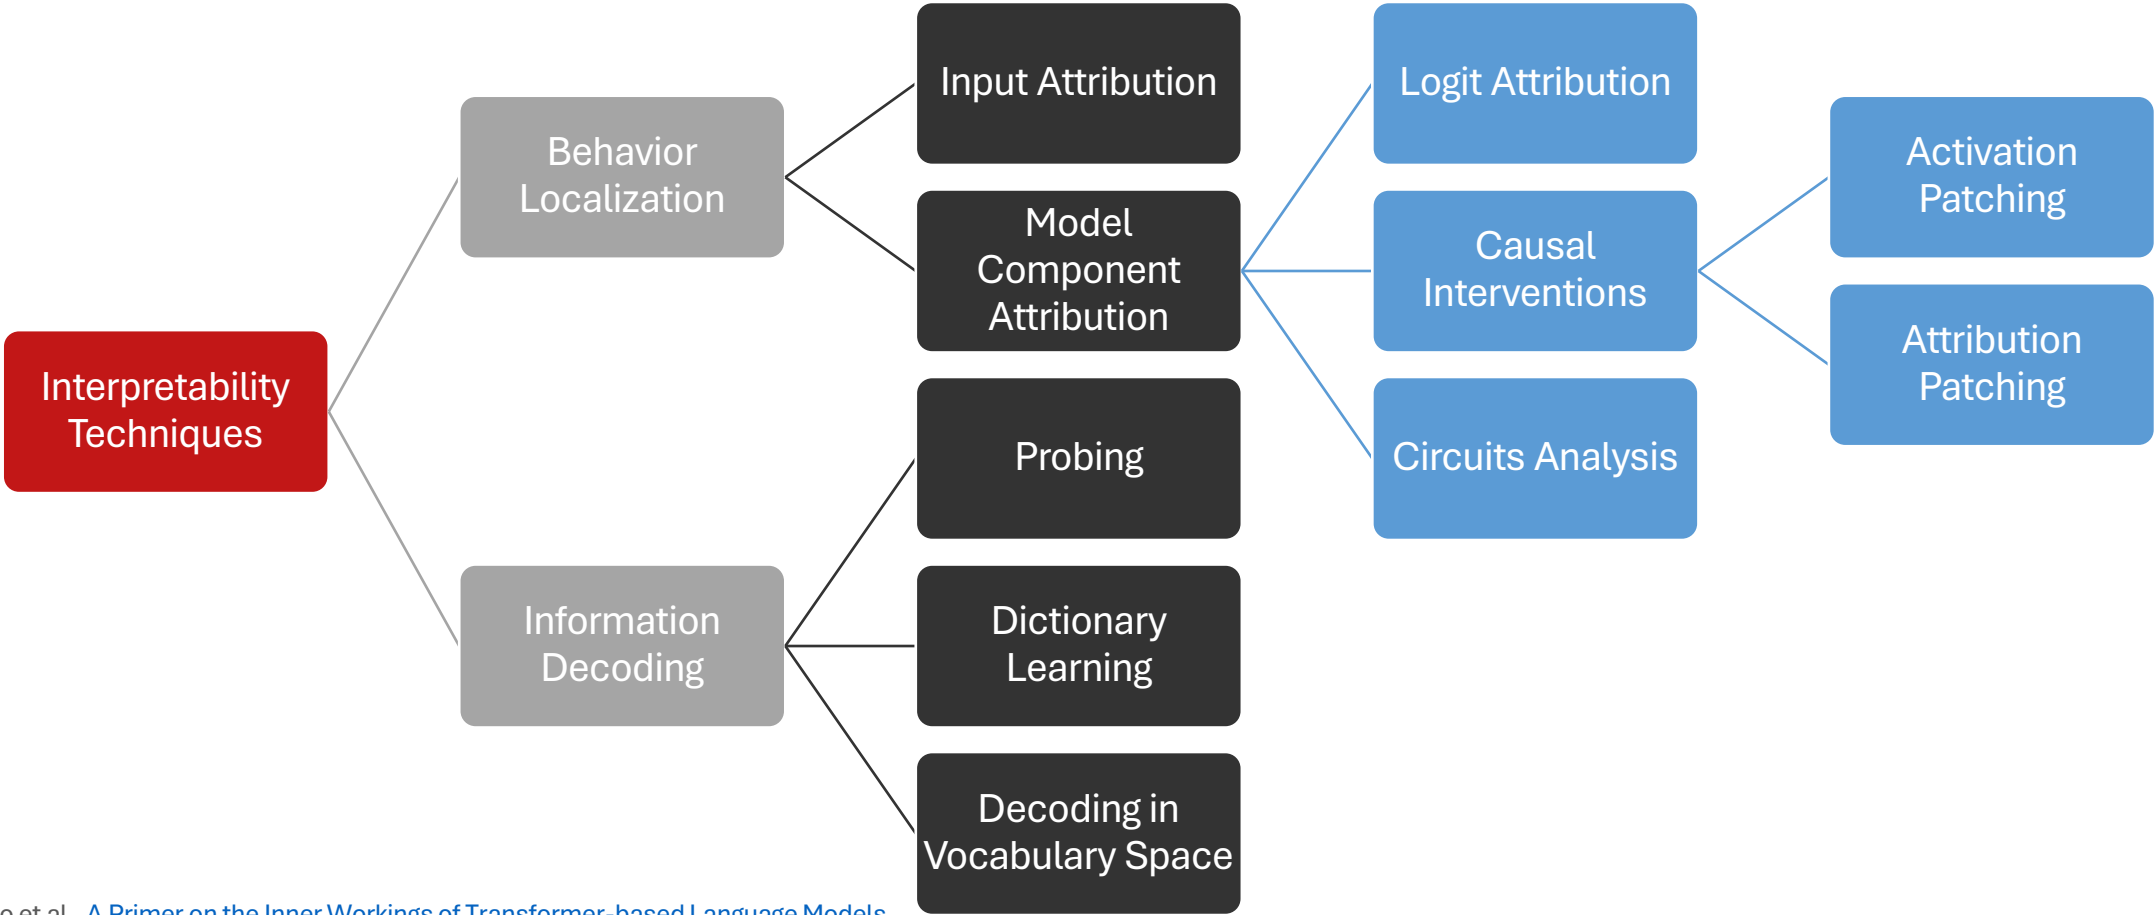 Interpretability
Techniques
Behavior
Localization
Information
Decoding
Input Attribution
Model
Component
Attribution
Probing
Dictionary
Learning
Decoding in
Vocabulary Space
Logit Attribution
Causal
Interventions
Circuits Analysis
Activation
Patching
Attribution
Patching
et al., A Primer on the Inner Workings of Transformer-based Language Models